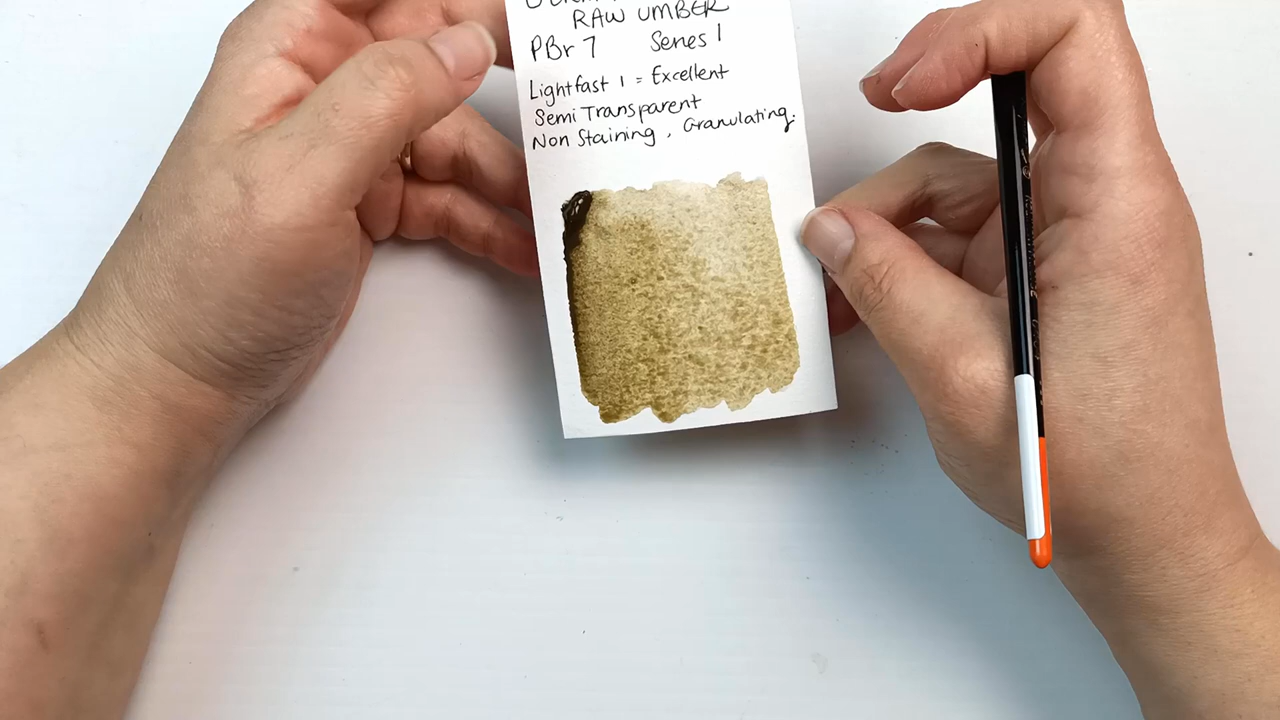 RAW UMBER
PBr 7 Series 1
Lightfast 1 = Excellent
Semi Transparent
Non Staining, Granulating.